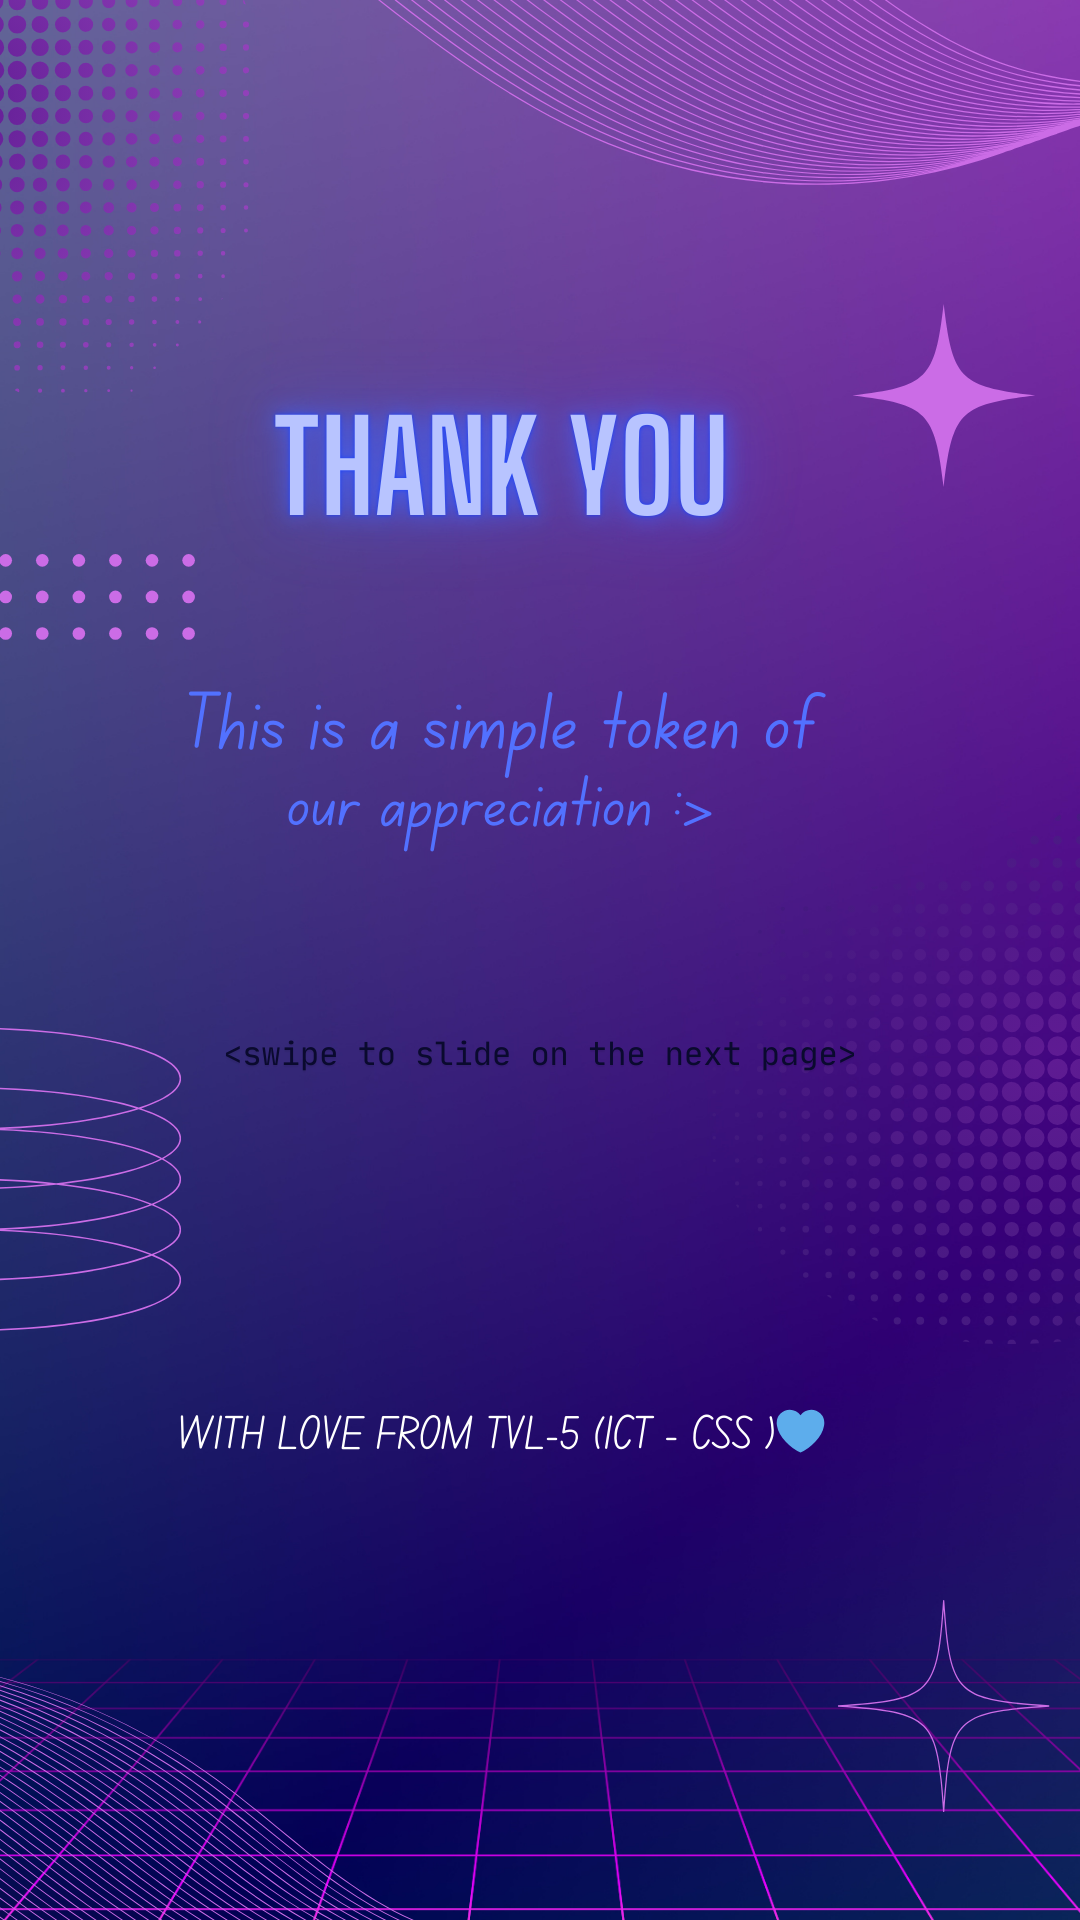 THANK YOU
This is a simple token of
our appreciation :>
<swipe to slide on the next page>
WITH LOVE FROM TVL-5 (ICT - CSS )💙